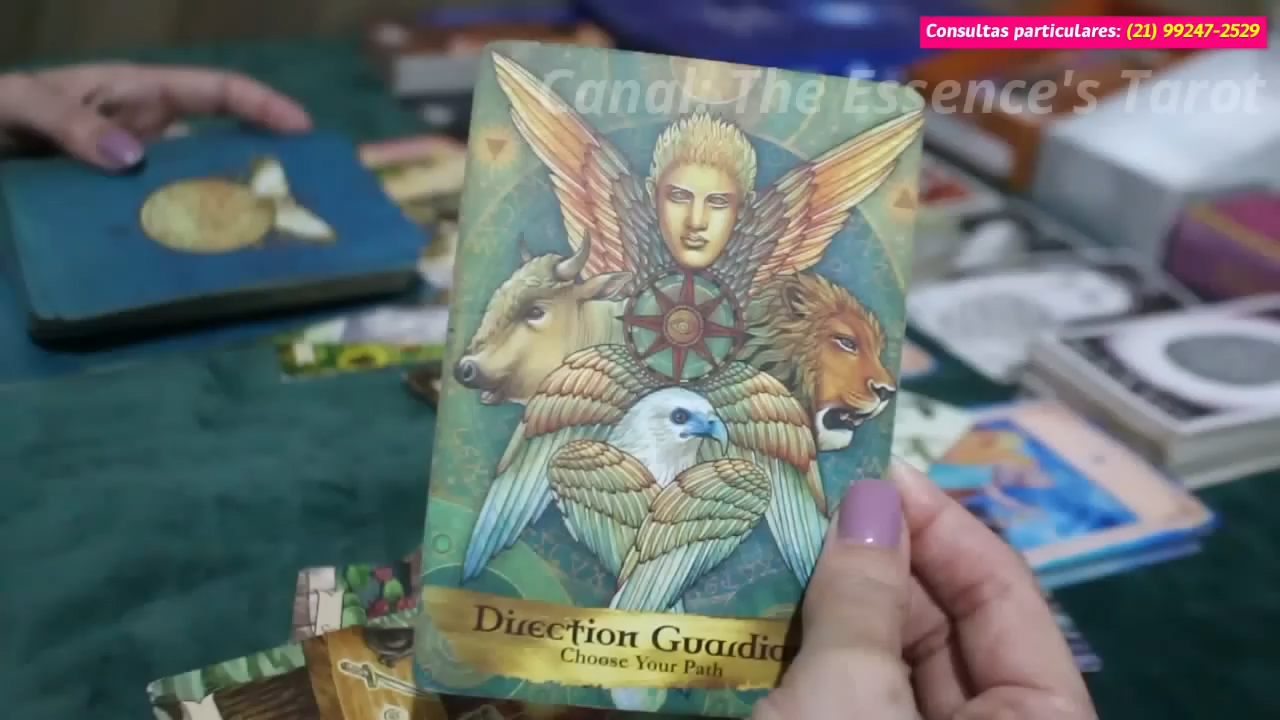 Consultas particulares: (21) 99247-2529
Canal: The Essence's Tarot
Direction Guardia
Choose Your Path